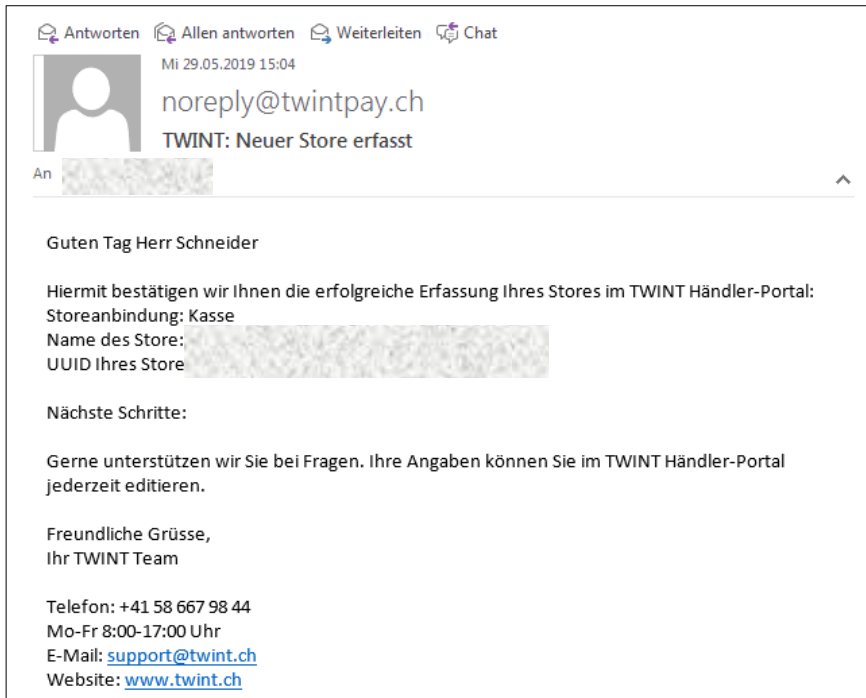 Antworten Allen antworten Weiterleiten Chat
Mi 29.05.2019 15:04
noreply@twintpay.ch
TWINT: Neuer Store erfasst
An
Guten Tag Herr Schneider
Hiermit bestätigen wir Ihnen die erfolgreiche Erfassung Ihres Stores im TWINT Händler-Portal:
Storeanbindung: Kasse
Name des Store:
UUID Ihres Store
Nächste Schritte:
Gerne unterstützen wir Sie bei Fragen. Ihre Angaben können Sie im TWINT Händler-Portal
jederzeit editieren.
Freundliche Grüsse,
Ihr TWINT Team
Telefon: +41 58 667 98 44
Mo-Fr 8:00-17:00 Uhr
E-Mail: support@twint.ch
Website: www.twint.ch